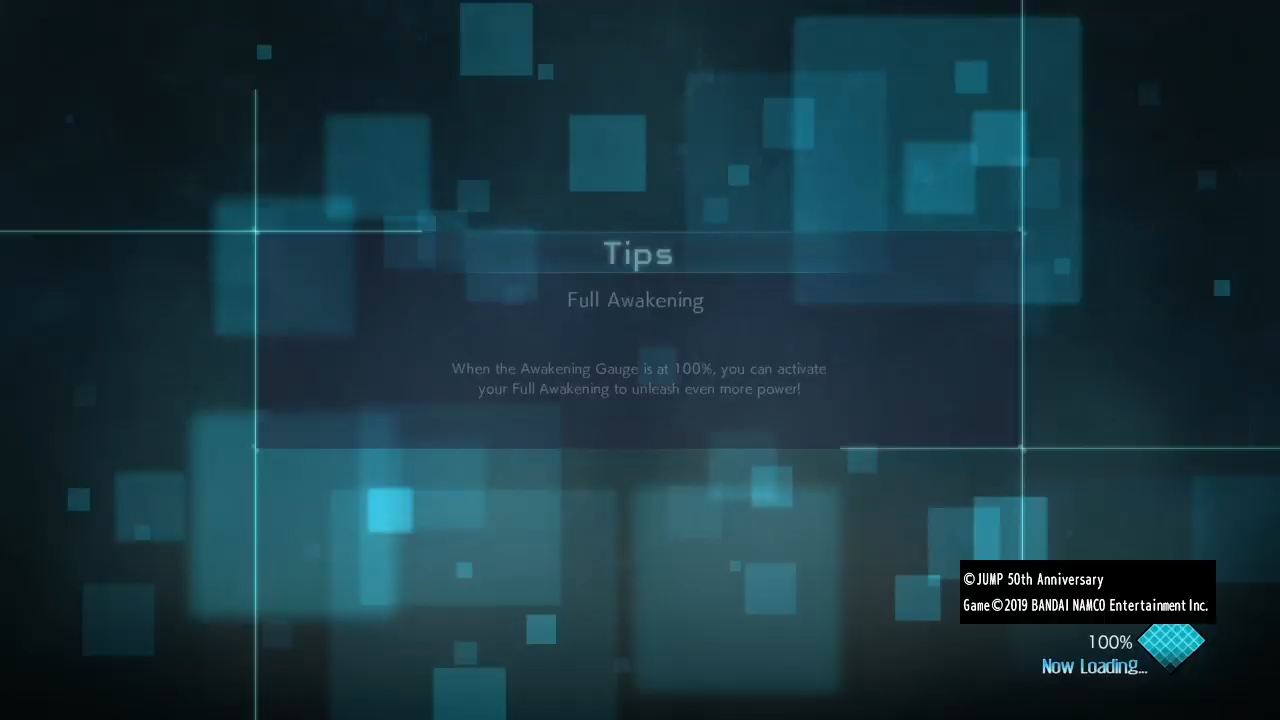 Tips
Full Awakening
When the Awakening Gauge is at 100%, you can activate
your Full Awakening to unleash even more power!
©JUMP 50th Anniversary
Game©2019 BANDAI NAMCO Entertainment Inc.
100%
Now Loading...